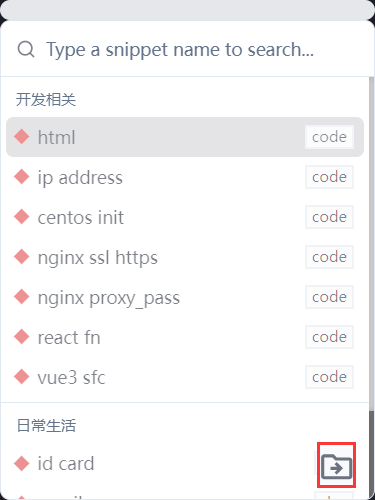 Type a snippet name to search...
开发相关
html code
ip address code
centos init code
nginx ssl https code
nginx proxy_pass code
react fn code
vue3 sfc code
日常生活
id card